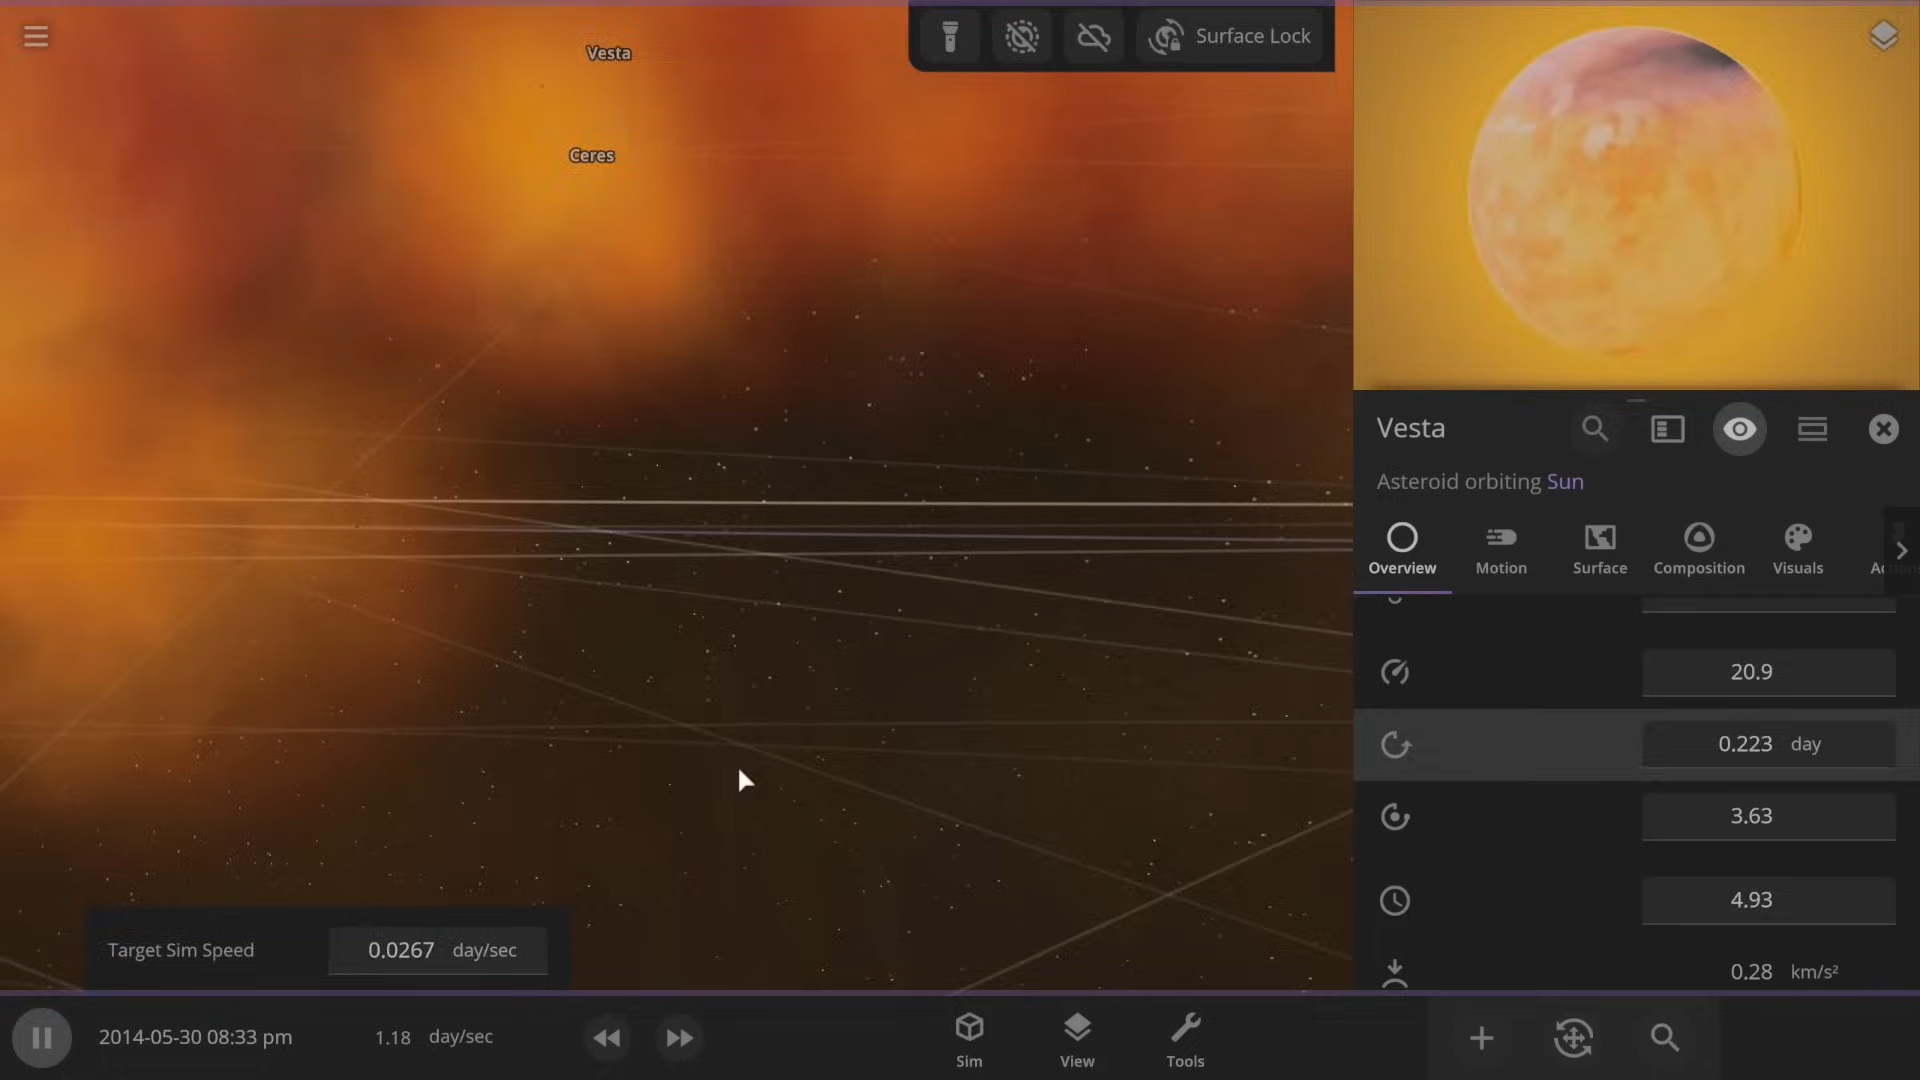 Vesta
Surface Lock
Ceres
Vesta
Asteroid orbiting Sun
Overview
Motion
Surface
Composition
Visuals
20.9
0.223 day
3.63
4.93
0.28 km/s²
Target Sim Speed 0.0267 day/sec
2014-05-30 08:33 pm 1.18 day/sec
Sim
View
Tools